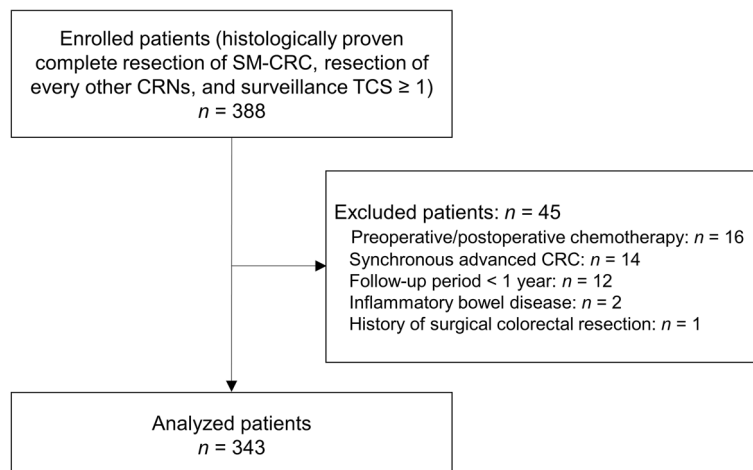 Enrolled patients (histologically proven
complete resection of SM-CRC, resection of
every other CRNs, and surveillance TCS ≥ 1)
n = 388
Excluded patients: n = 45
Preoperative/postoperative chemotherapy: n = 16
Synchronous advanced CRC: n = 14
Follow-up period < 1 year: n = 12
Inflammatory bowel disease: n = 2
History of surgical colorectal resection: n = 1
Analyzed patients
n = 343